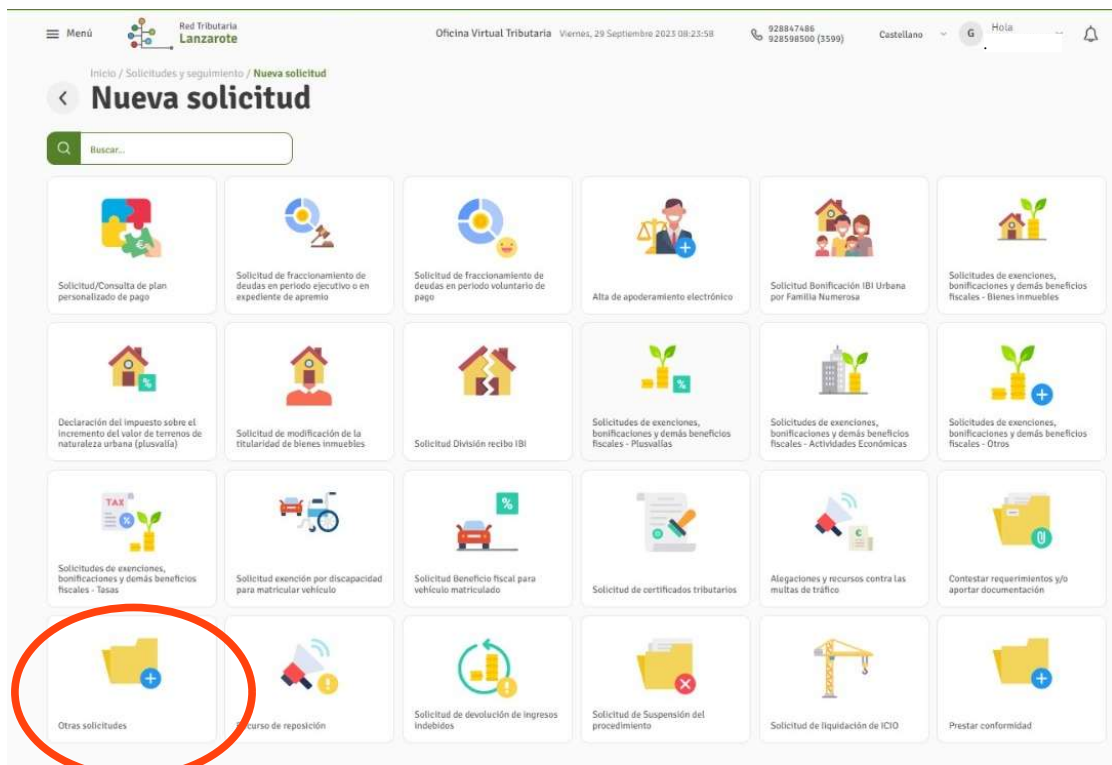 Menú
Red Tributaria
Lanzarote
Oficina Virtual Tributaria Viernes, 29 Septiembre 2023 08:23:58
928847486
928598500 (3599)
Castellano
G
Hola
Inicio / Solicitudes y seguimiento / Nueva solicitud
Nueva solicitud
Buscar...
Solicitud/Consulta de plan
personalizado de pago
Solicitud de fraccionamiento de
deudas en periodo ejecutivo o en
expediente de apremio
Solicitud de fraccionamiento de
deudas en periodo voluntario de
pago
Alta de apoderamiento electrónico
Solicitud Bonificación IBI Urbana
por Familia Numerosa
Solicitudes de exenciones,
bonificaciones y demás beneficios
fiscales - Bienes inmuebles
Declaración del impuesto sobre el
incremento del valor de terrenos de
naturaleza urbana (plusvalía)
Solicitud de modificación de la
titularidad de bienes inmuebles
Solicitud División recibo IBI
Solicitudes de exenciones,
bonificaciones y demás beneficios
fiscales - Plusvalías
Solicitudes de exenciones,
bonificaciones y demás beneficios
fiscales - Actividades Económicas
Solicitudes de exenciones,
bonificaciones y demás beneficios
fiscales - Otros
TAX
Solicitudes de exenciones,
bonificaciones y demás beneficios
fiscales - Tasas
Solicitud exención por discapacidad
para matricular vehículo
Solicitud Beneficio fiscal para
vehículo matriculado
Solicitud de certificados tributarios
Alegaciones y recursos contra las
multas de tráfico
Contestar requerimientos y/o
aportar documentación
Otras solicitudes
curso de reposición
Solicitud de devolución de ingresos
indebidos
Solicitud de Suspensión del
procedimiento
Solicitud de liquidación de ICIO
Prestar conformidad